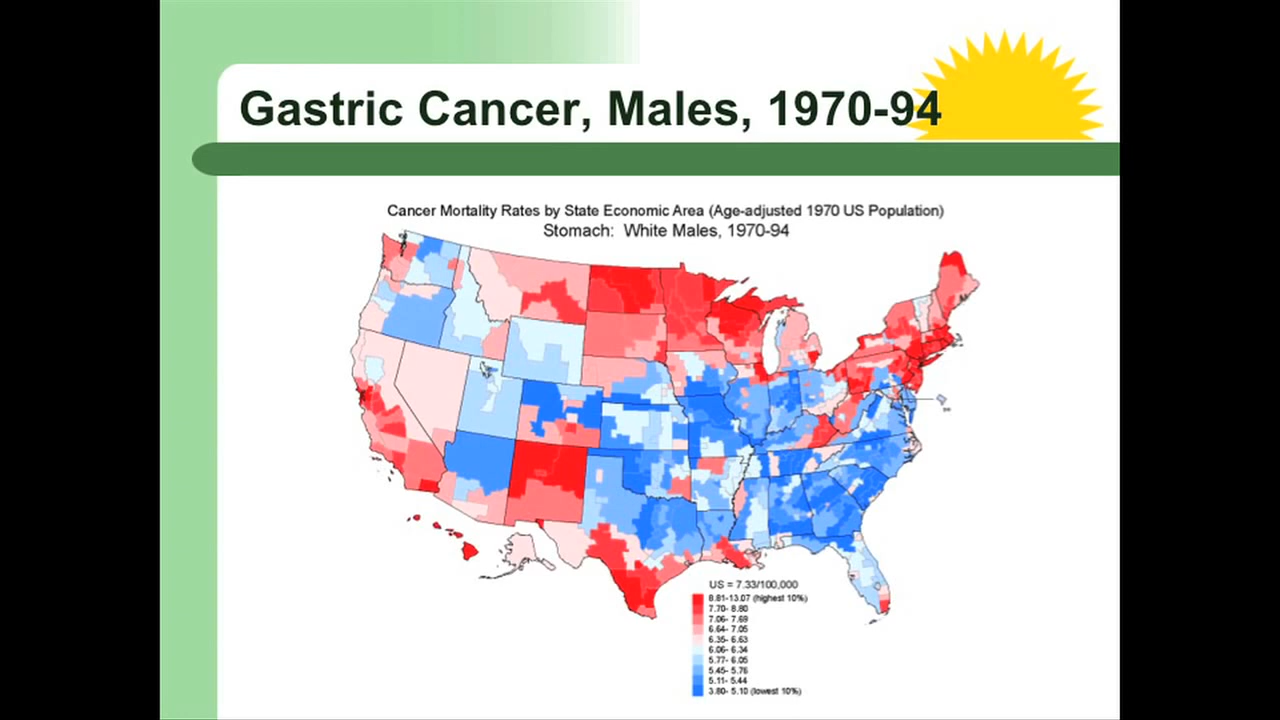 Gastric Cancer, Males, 1970-94
Cancer Mortality Rates by State Economic Area (Age-adjusted 1970 US Population)
Stomach: White Males, 1970-94
US = 7.33/100,000
8.81-13.07 (highest 10%)
7.70- 8.80
7.06- 7.69
6.64- 7.05
6.35- 6.63
6.06- 6.34
5.77- 6.05
5.45- 5.76
5.11- 5.44
3.80- 5.10 (lowest 10%)